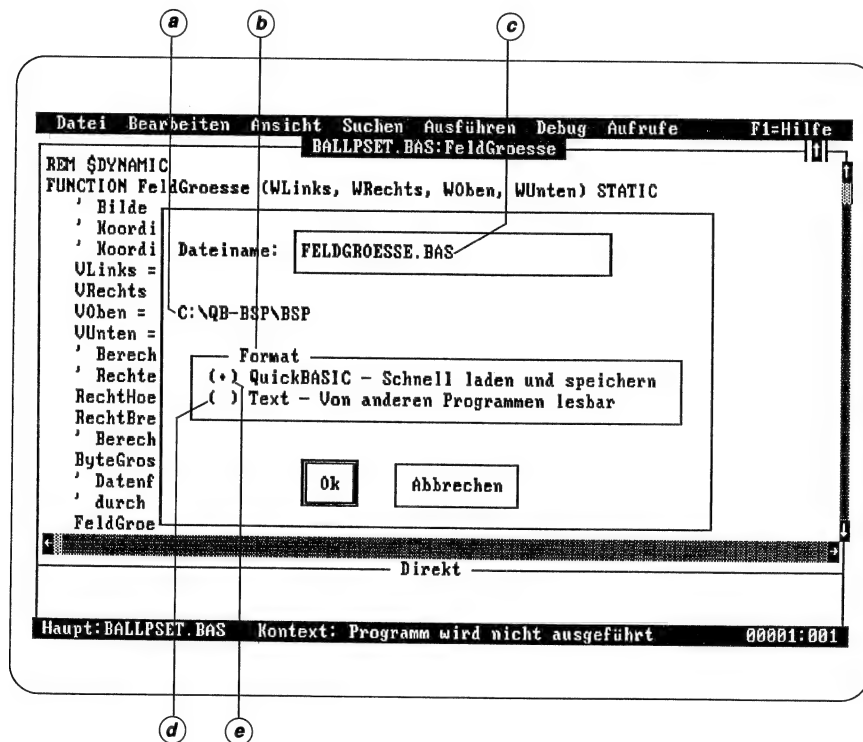 a b c
Datei Bearbeiten Ansicht Suchen Ausführen Debug Aufrufe F1=Hilfe
BALLPSET.BAS:FeldGroesse
REM $DYNAMIC
FUNCTION FeldGroesse (WLinks, WRechts, WOben, WUnten) STATIC
' Bilde
' Koordi
' Koordi
VLinks =
VRechts
VOben =
VUnten =
' Berech
' Rechte
RechtHoe
RechtBre
' Berech
ByteGros
' Datenf
' durch
FeldGroe
Dateiname: FELDGROESSE.BAS
C:\QB-BSP\BSP
Format
(•) QuickBASIC - Schnell laden und speichern
( ) Text - Von anderen Programmen lesbar
Ok Abbrechen
Direkt
Haupt:BALLPSET.BAS Kontext: Programm wird nicht ausgeführt 00001:001
d e